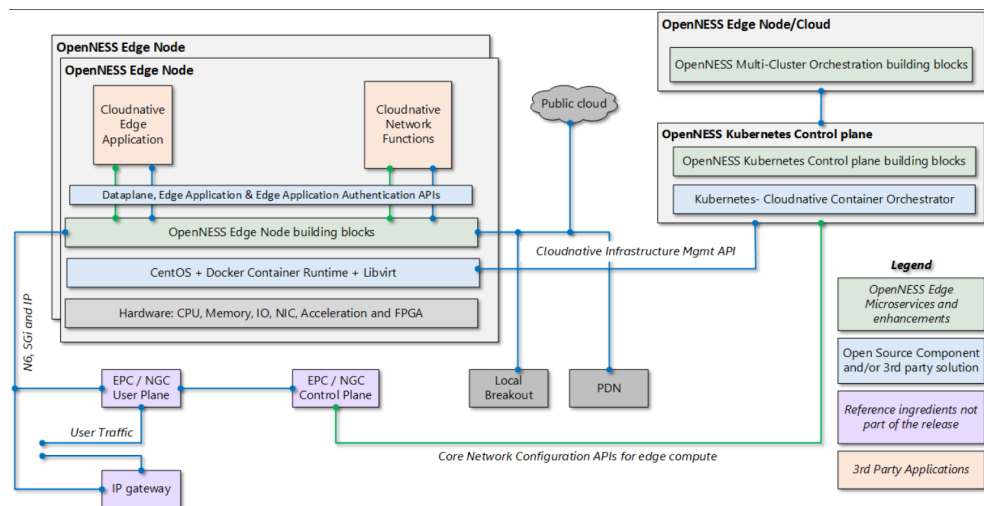 OpenNESS Edge Node
OpenNESS Edge Node
Cloudnative
Edge
Application
Cloudnative
Network
Functions
Dataplane, Edge Application & Edge Application Authentication APIs
OpenNESS Edge Node building blocks
CentOS + Docker Container Runtime + Libvirt
Hardware: CPU, Memory, IO, NIC, Acceleration and FPGA
N6, SGi and IP
EPC / NGC
User Plane
EPC / NGC
Control Plane
User Traffic
IP gateway
Public cloud
Cloudnative Infrastructure Mgmt API
Local
Breakout
PDN
Core Network Configuration APIs for edge compute
OpenNESS Edge Node/Cloud
OpenNESS Multi-Cluster Orchestration building blocks
OpenNESS Kubernetes Control plane
OpenNESS Kubernetes Control plane building blocks
Kubernetes- Cloudnative Container Orchestrator
Legend
OpenNESS Edge
Microservices and
enhancements
Open Source Component
and/or 3rd party solution
Reference ingredients not
part of the release
3rd Party Applications